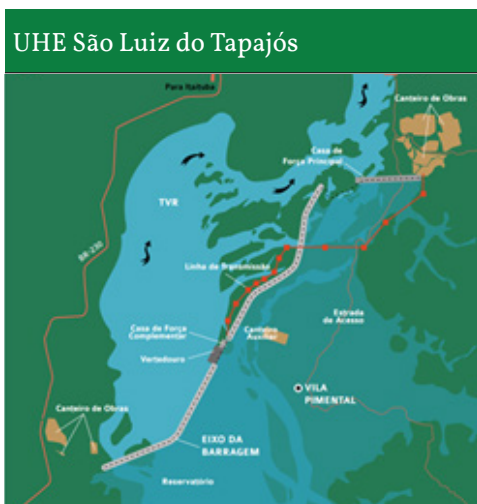 UHE São Luiz do Tapajós
Para Itaituba
Canteiro de Obras
Casa de
Força Principal
TVR
BR-230
Linha de Transmissão
Estrada
de Acesso
Casa de Força
Complementar
Canteiro
Auxiliar
Vertedouro
VILA
PIMENTAL
Canteiro de Obras
EIXO DA
BARRAGEM
Reservatório